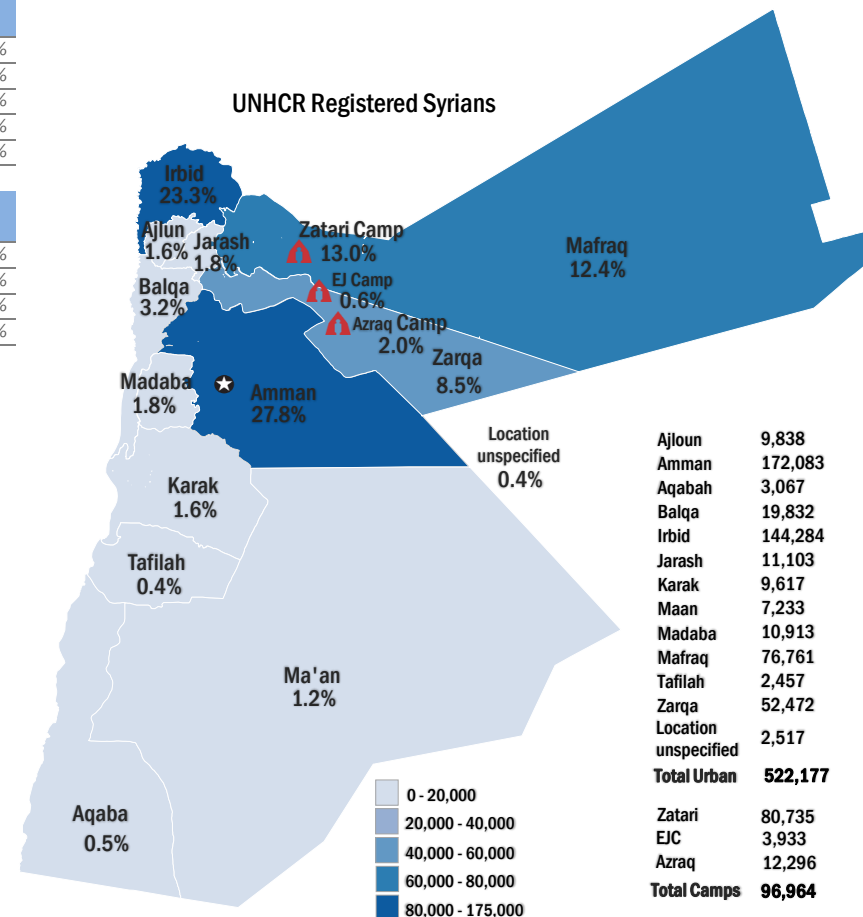 %
%
%
%
%
%
%
%
%
UNHCR Registered Syrians
Irbid
23.3%
Ajlun
1.6%
Jarash
1.8%
Zatari Camp
13.0%
Mafraq
12.4%
EJ Camp
0.6%
Balqa
3.2%
Azraq Camp
2.0%
Zarqa
8.5%
Madaba
1.8%
Amman
27.8%
Location
unspecified
0.4%
Karak
1.6%
Tafilah
0.4%
Ma'an
1.2%
Aqaba
0.5%
0 - 20,000
20,000 - 40,000
40,000 - 60,000
60,000 - 80,000
80,000 - 175,000
Ajloun 9,838
Amman 172,083
Aqabah 3,067
Balqa 19,832
Irbid 144,284
Jarash 11,103
Karak 9,617
Maan 7,233
Madaba 10,913
Mafraq 76,761
Tafilah 2,457
Zarqa 52,472
Location
unspecified 2,517
Total Urban 522,177
Zatari 80,735
EJC 3,933
Azraq 12,296
Total Camps 96,964